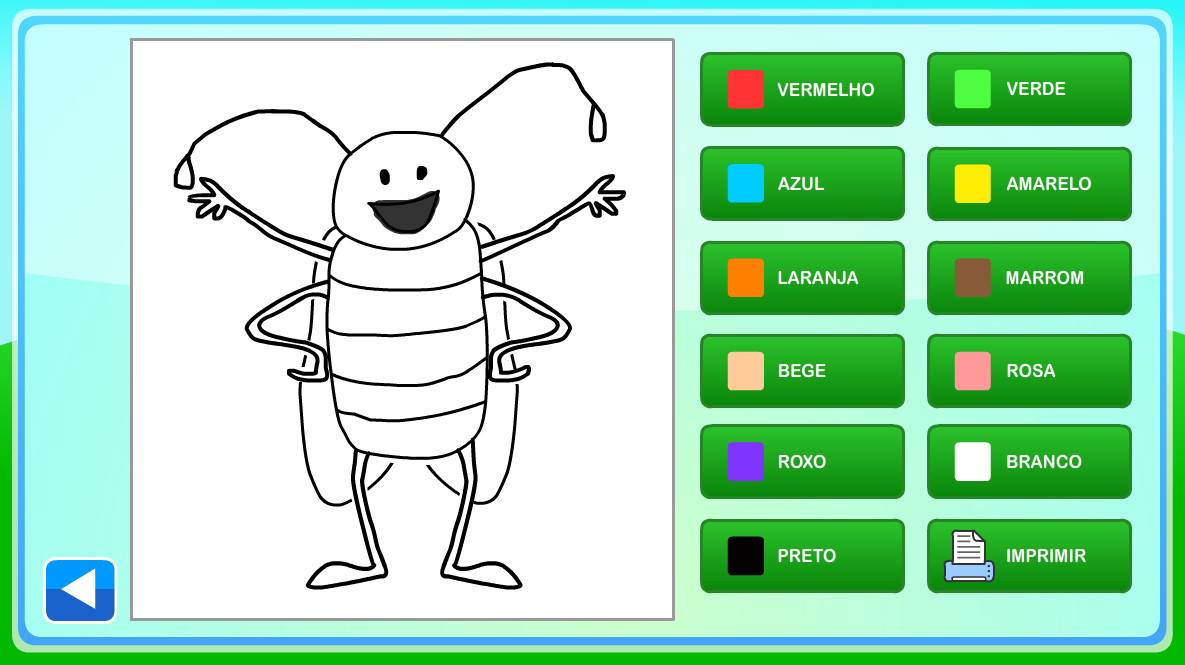 VERMELHO
VERDE
AZUL
AMARELO
LARANJA
MARROM
BEGE
ROSA
ROXO
BRANCO
PRETO
IMPRIMIR